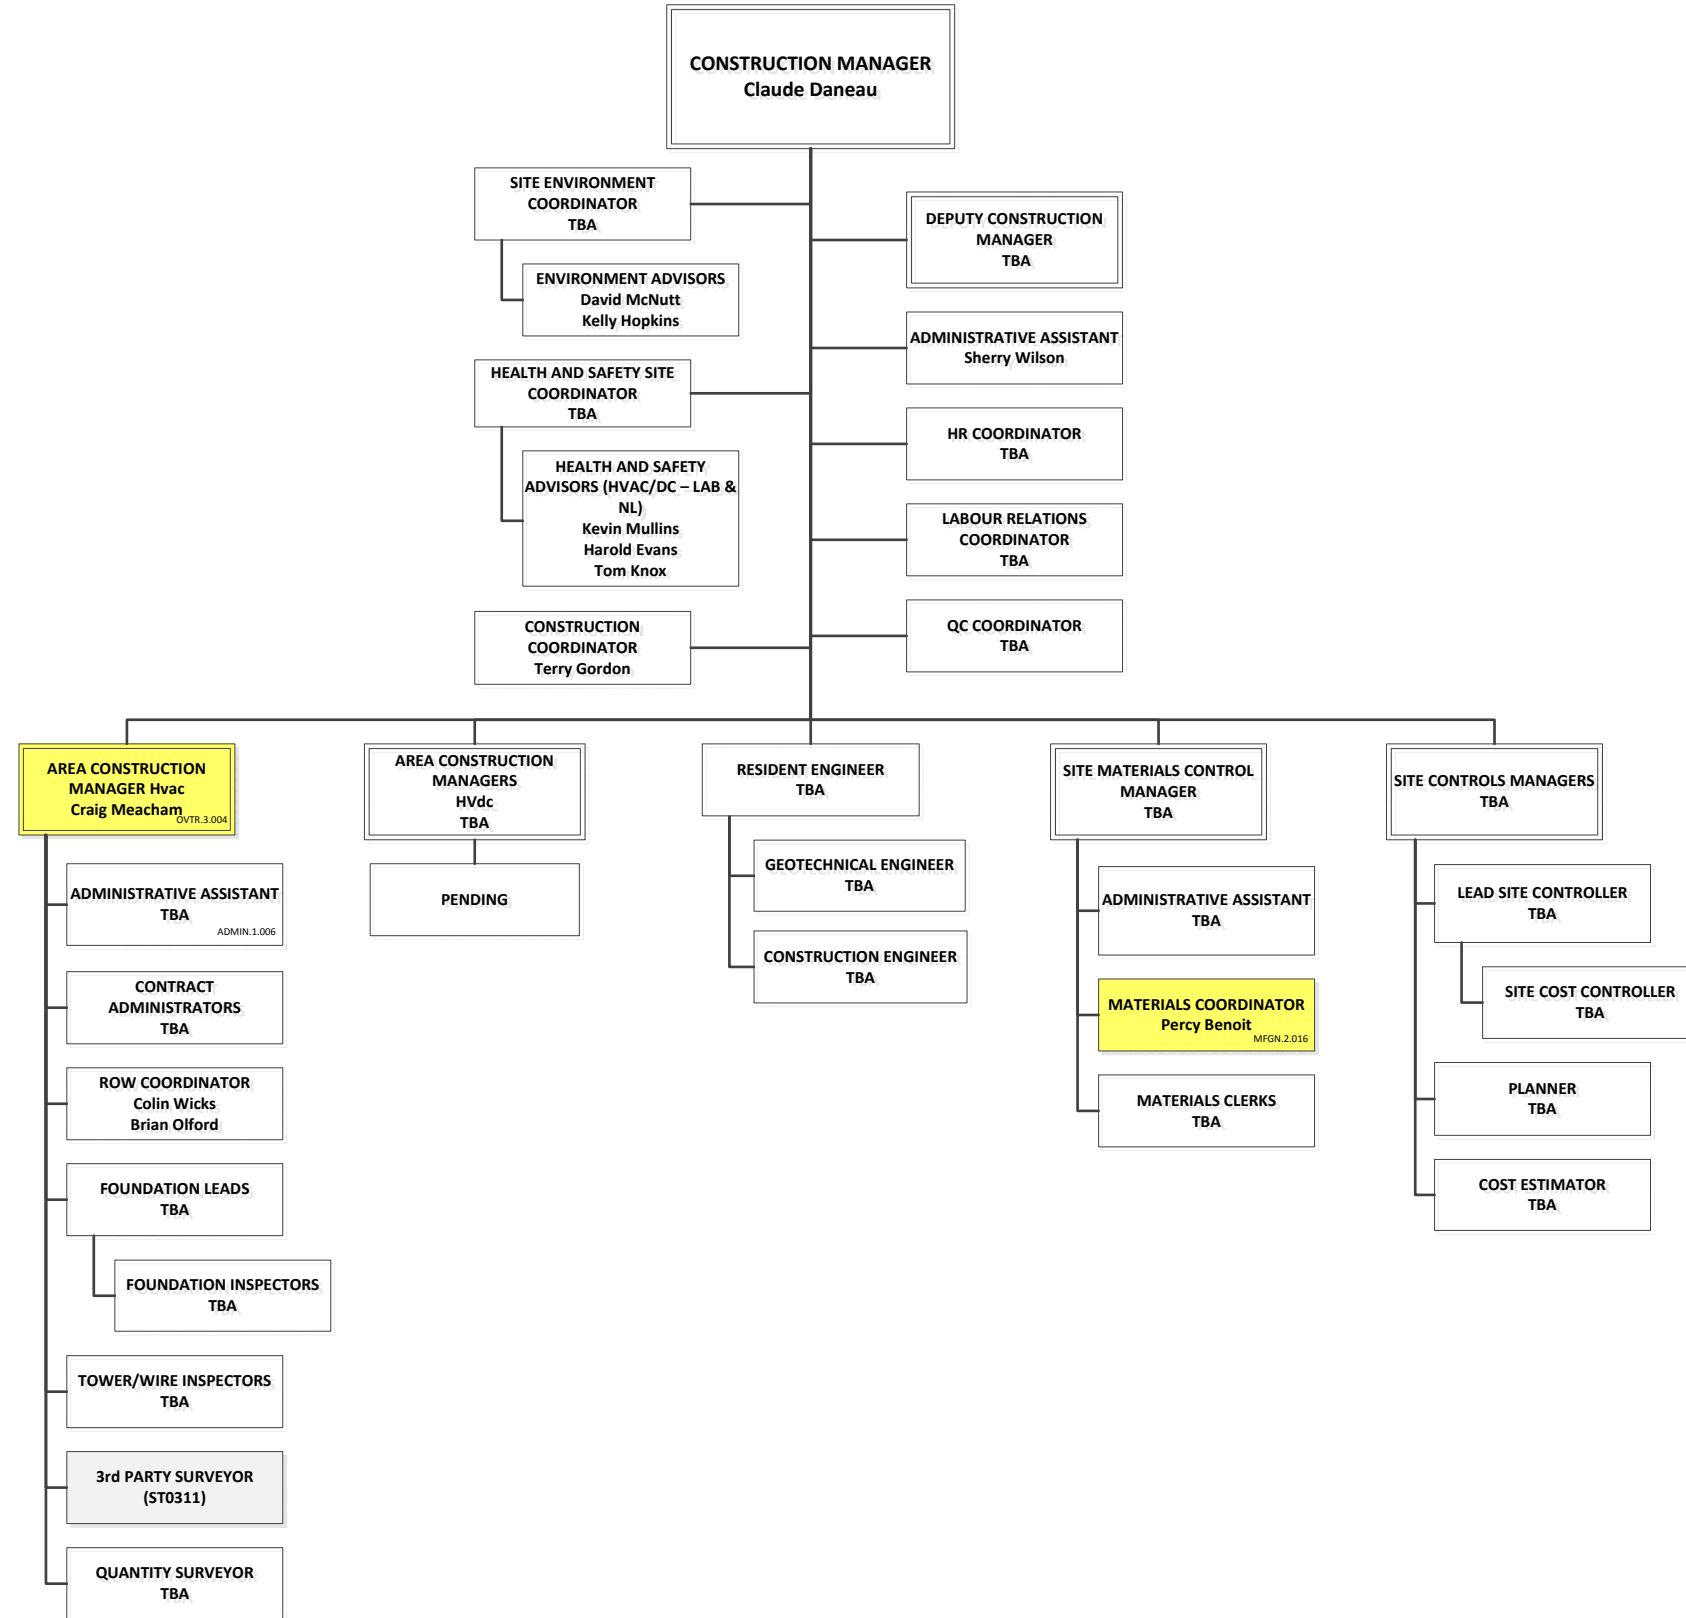 CONSTRUCTION MANAGER
Claude Daneau
SITE ENVIRONMENT
COORDINATOR
TBA
DEPUTY CONSTRUCTION
MANAGER
TBA
ENVIRONMENT ADVISORS
David McNutt
Kelly Hopkins
ADMINISTRATIVE ASSISTANT
Sherry Wilson
HEALTH AND SAFETY SITE
COORDINATOR
TBA
HR COORDINATOR
TBA
HEALTH AND SAFETY
ADVISORS (HVAC/DC – LAB &
NL)
Kevin Mullins
Harold Evans
Tom Knox
LABOUR RELATIONS
COORDINATOR
TBA
CONSTRUCTION
COORDINATOR
Terry Gordon
QC COORDINATOR
TBA
AREA CONSTRUCTION
MANAGER Hvac
Craig Meacham
OVTR.3.004
AREA CONSTRUCTION
MANAGERS
HVdc
TBA
RESIDENT ENGINEER
TBA
SITE MATERIALS CONTROL
MANAGER
TBA
SITE CONTROLS MANAGERS
TBA
ADMINISTRATIVE ASSISTANT
TBA
ADMIN.1.006
CONTRACT
ADMINISTRATORS
TBA
ROW COORDINATOR
Colin Wicks
Brian Olford
FOUNDATION LEADS
TBA
FOUNDATION INSPECTORS
TBA
TOWER/WIRE INSPECTORS
TBA
3rd PARTY SURVEYOR
(ST0311)
QUANTITY SURVEYOR
TBA
PENDING
GEOTECHNICAL ENGINEER
TBA
CONSTRUCTION ENGINEER
TBA
ADMINISTRATIVE ASSISTANT
TBA
MATERIALS COORDINATOR
Percy Benoit
MFGN.2.016
MATERIALS CLERKS
TBA
LEAD SITE CONTROLLER
TBA
SITE COST CONTROLLER
TBA
PLANNER
TBA
COST ESTIMATOR
TBA